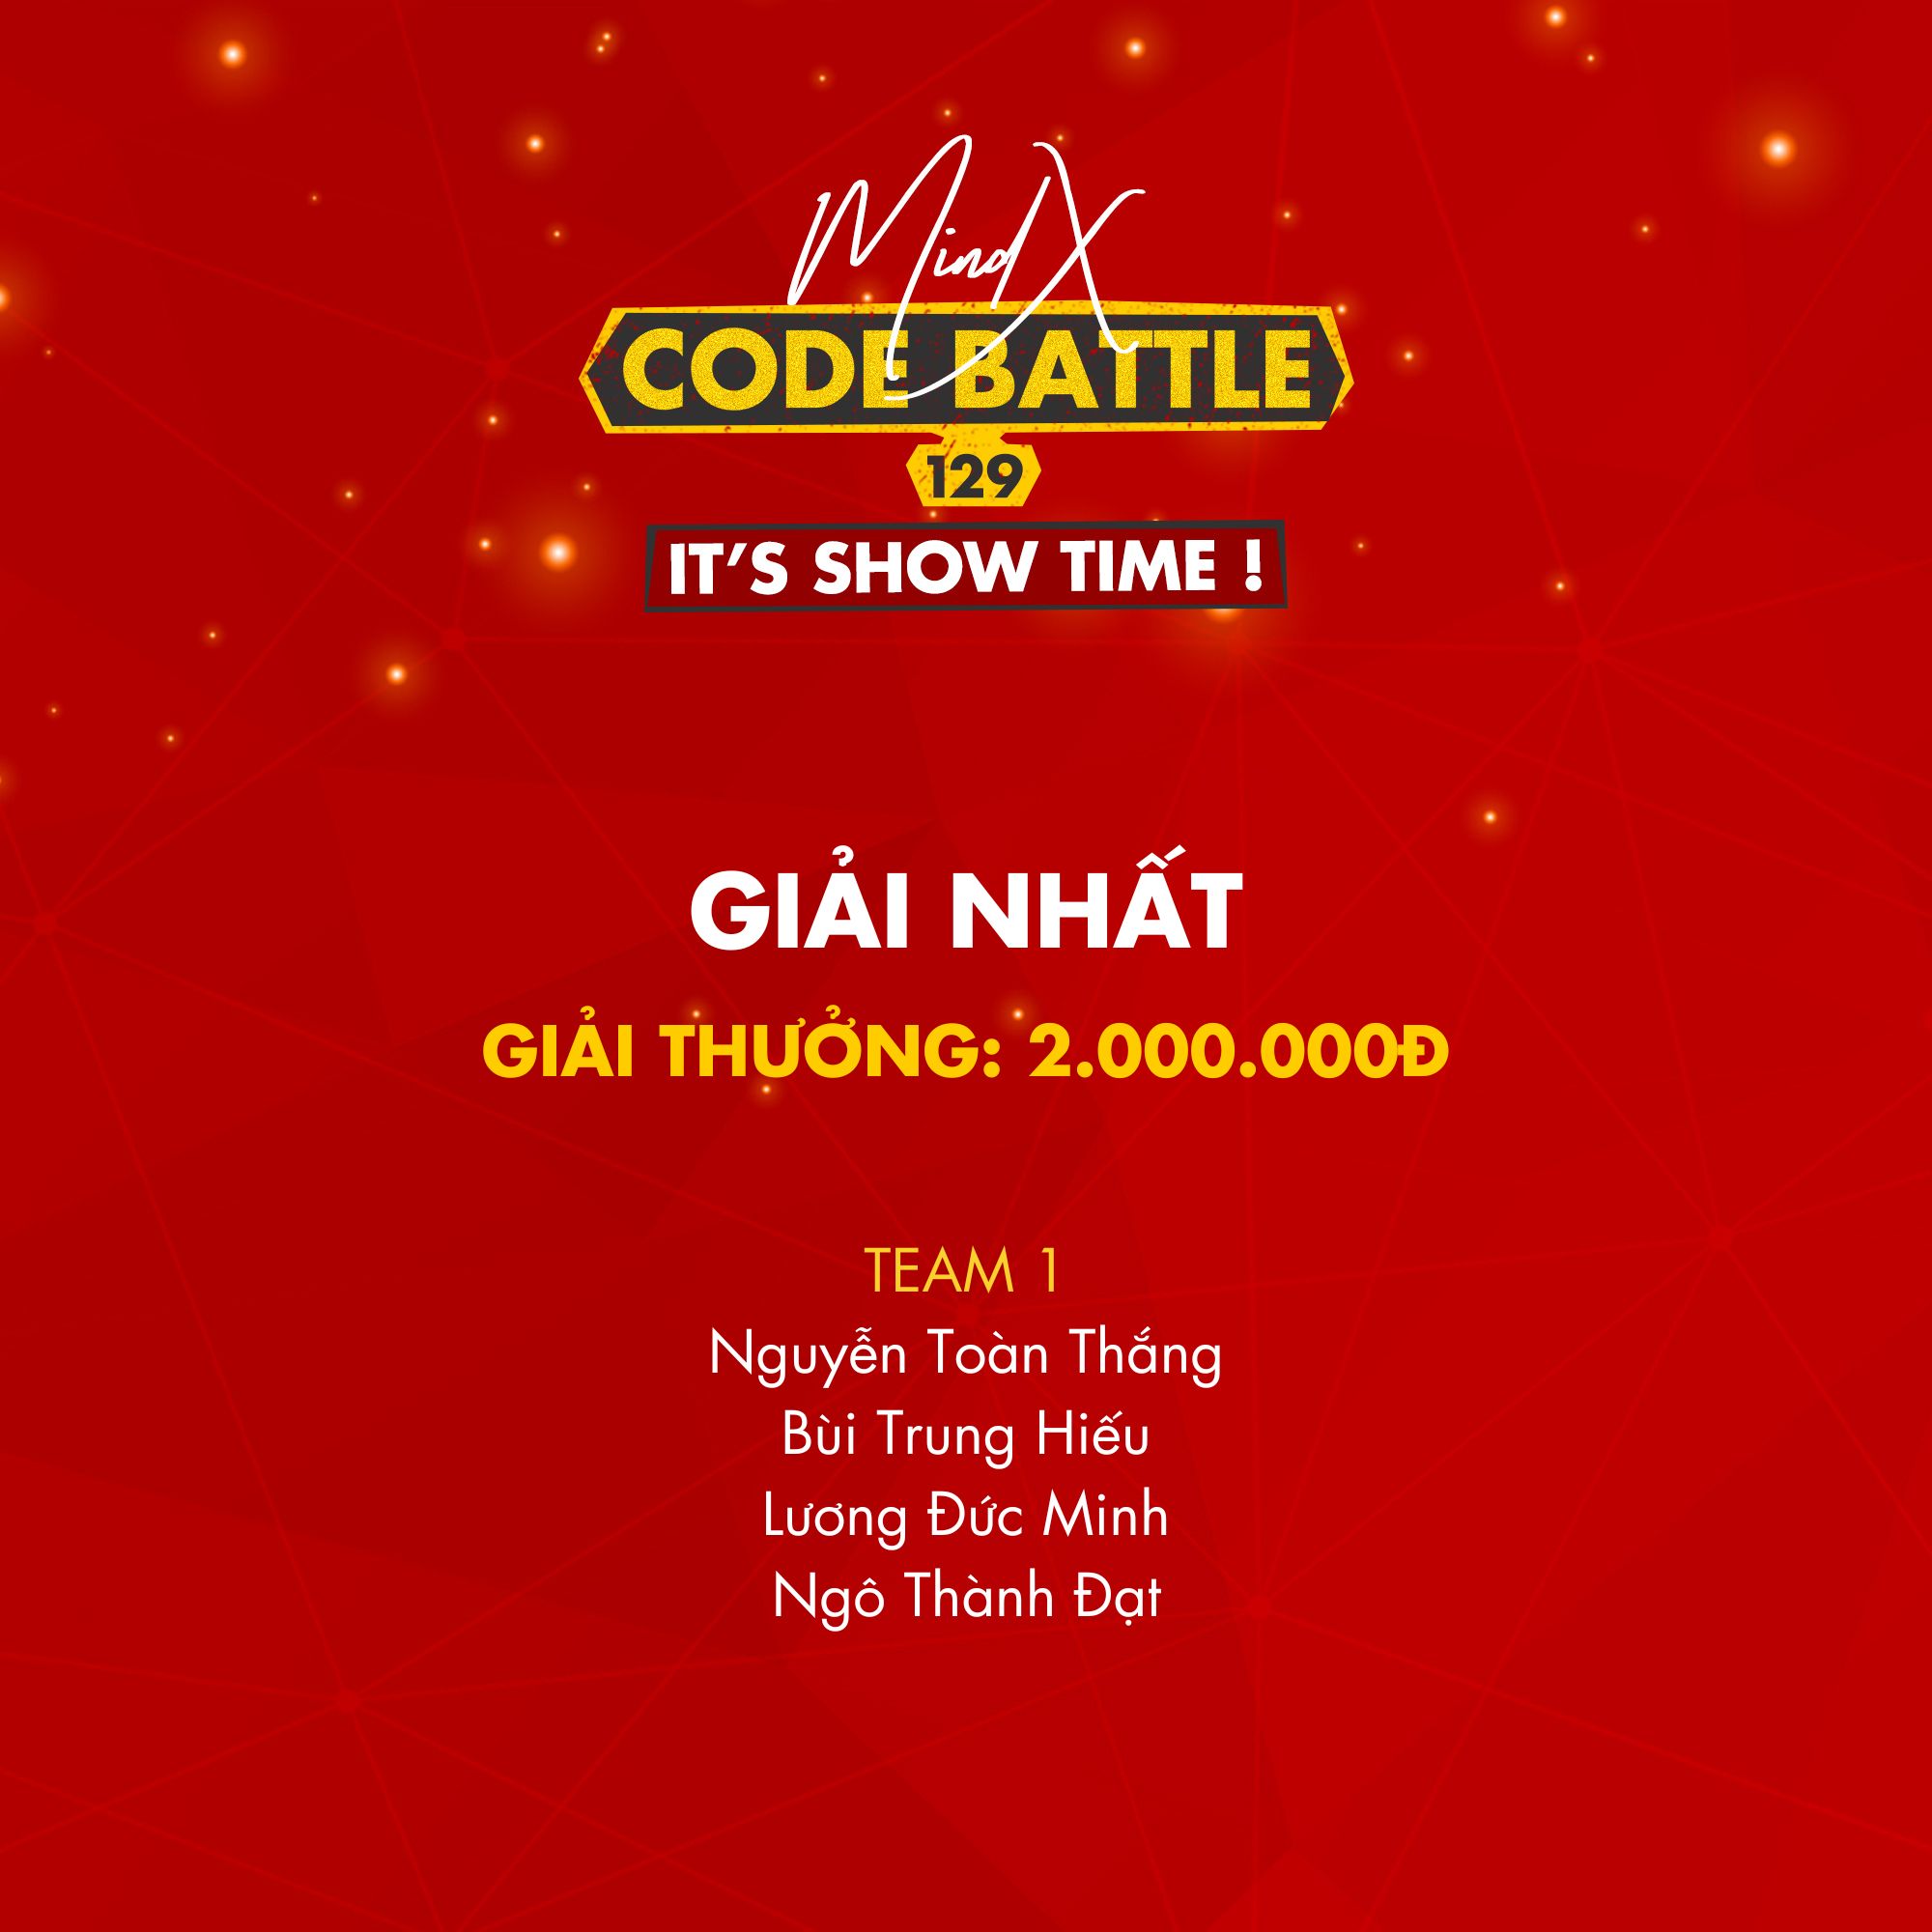 MindX
CODE BATTLE
129
IT'S SHOW TIME !
GIẢI NHẤT
GIẢI THƯỞNG: 2.000.000Đ
TEAM 1
Nguyễn Toàn Thắng
Bùi Trung Hiếu
Lương Đức Minh
Ngô Thành Đạt